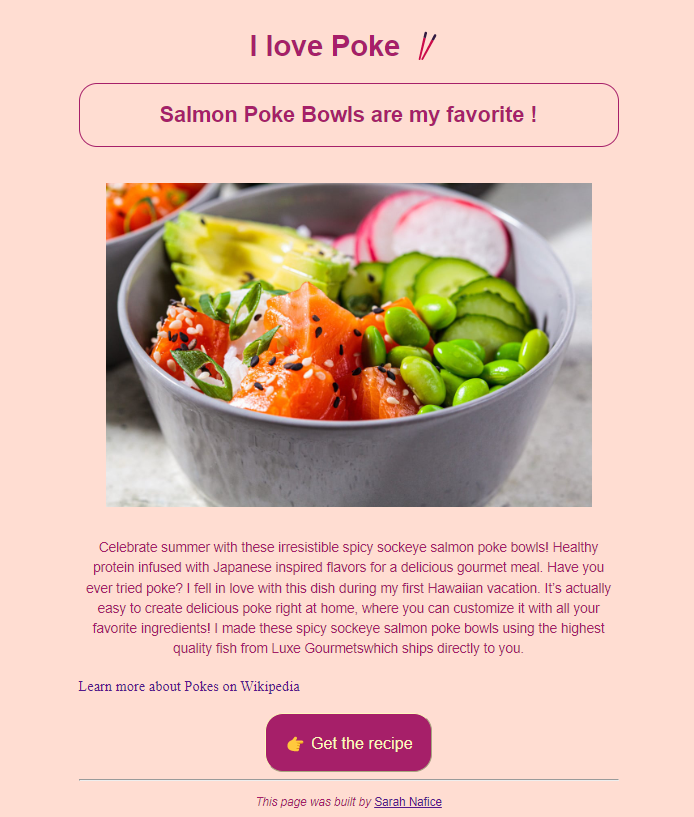 I love Poke 🥢
Salmon Poke Bowls are my favorite !
Celebrate summer with these irresistible spicy sockeye salmon poke bowls! Healthy
protein infused with Japanese inspired flavors for a delicious gourmet meal. Have you
ever tried poke? I fell in love with this dish during my first Hawaiian vacation. It’s actually
easy to create delicious poke right at home, where you can customize it with all your
favorite ingredients! I made these spicy sockeye salmon poke bowls using the highest
quality fish from Luxe Gourmetswhich ships directly to you.
Learn more about Pokes on Wikipedia
👉 Get the recipe
This page was built by Sarah Nafice